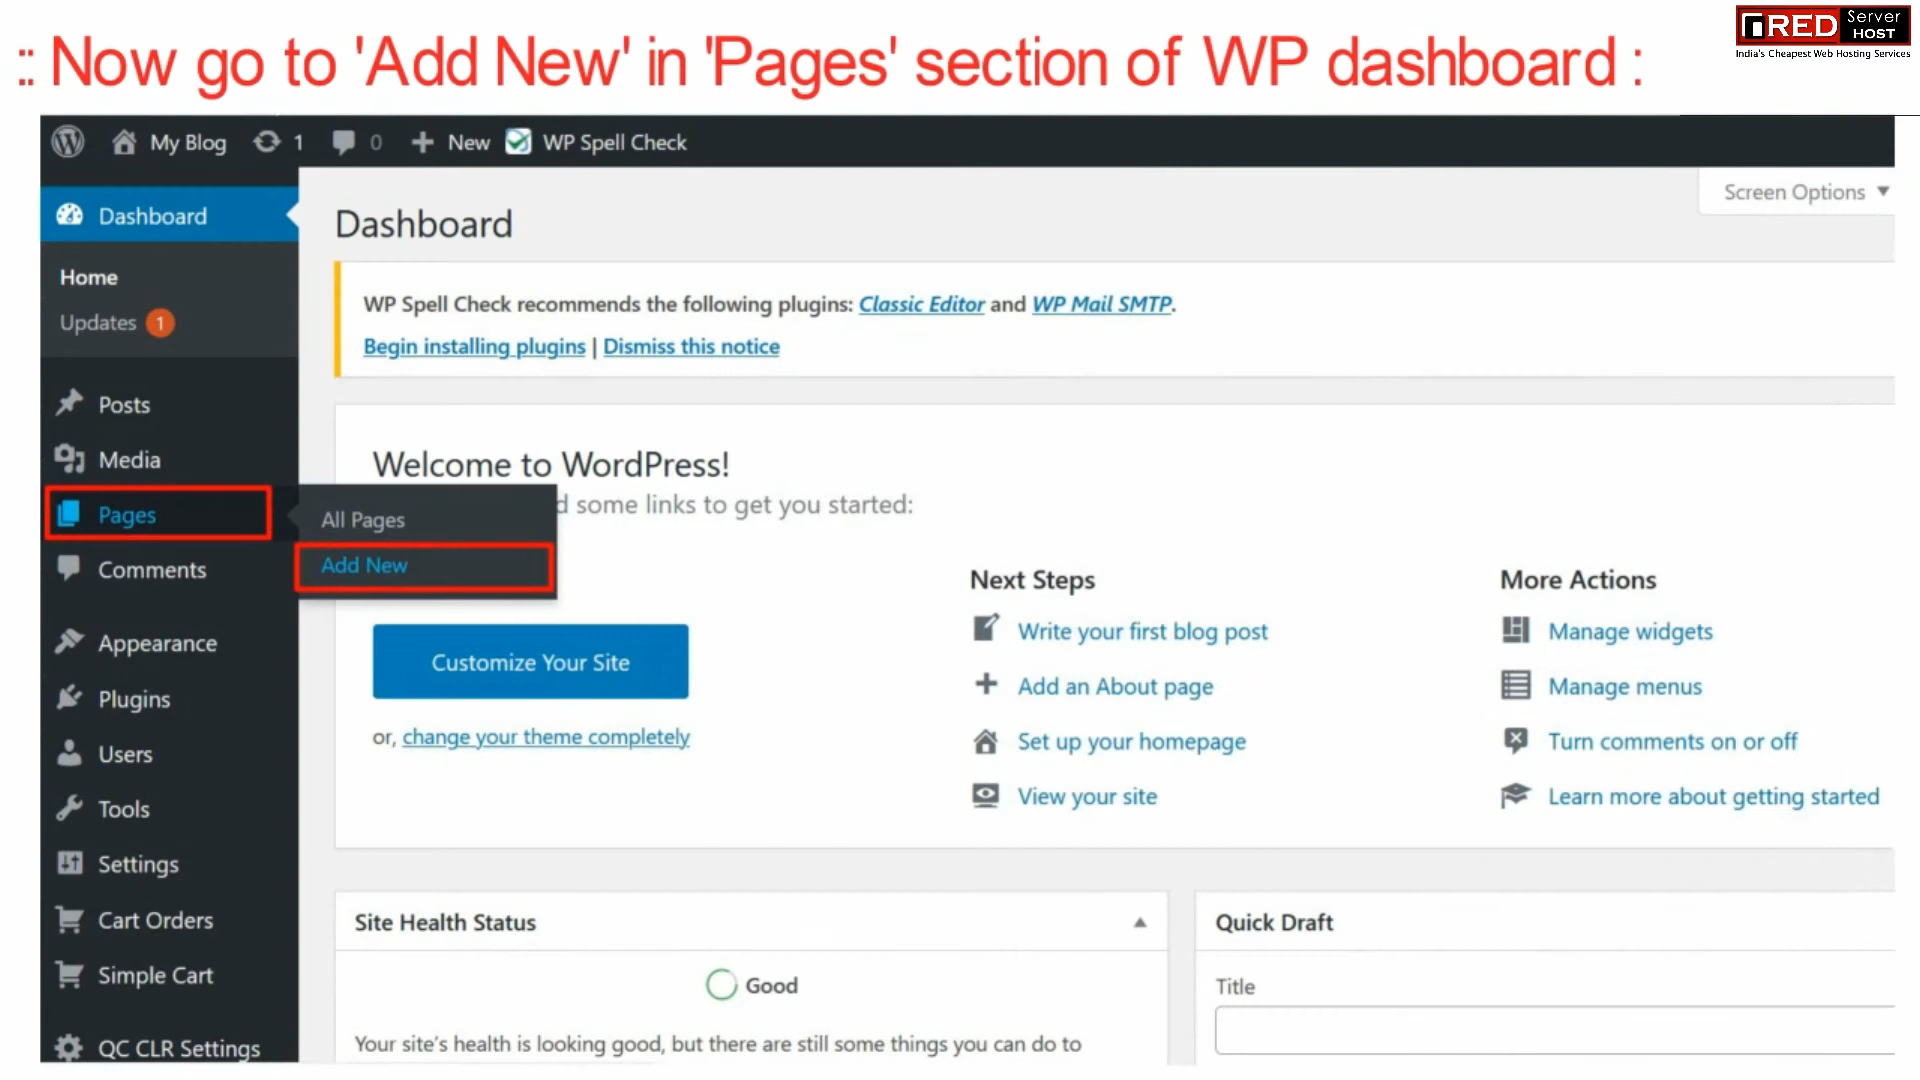 RED Server HOST
India's Cheapest Web Hosting Services
:: Now go to 'Add New' in 'Pages' section of WP dashboard :
My Blog 1 0 New WP Spell Check
Screen Options
Dashboard
Home
Updates 1
Posts
Media
Pages
All Pages
Add New
Comments
Appearance
Plugins
Users
Tools
Settings
Cart Orders
Simple Cart
QC CLR Settings
Dashboard
WP Spell Check recommends the following plugins: Classic Editor and WP Mail SMTP.
Begin installing plugins | Dismiss this notice
Welcome to WordPress!
d some links to get you started:
Customize Your Site
or, change your theme completely
Next Steps
Write your first blog post
Add an About page
Set up your homepage
View your site
More Actions
Manage widgets
Manage menus
Turn comments on or off
Learn more about getting started
Site Health Status
Good
Your site's health is looking good, but there are still some things you can do to
Quick Draft
Title